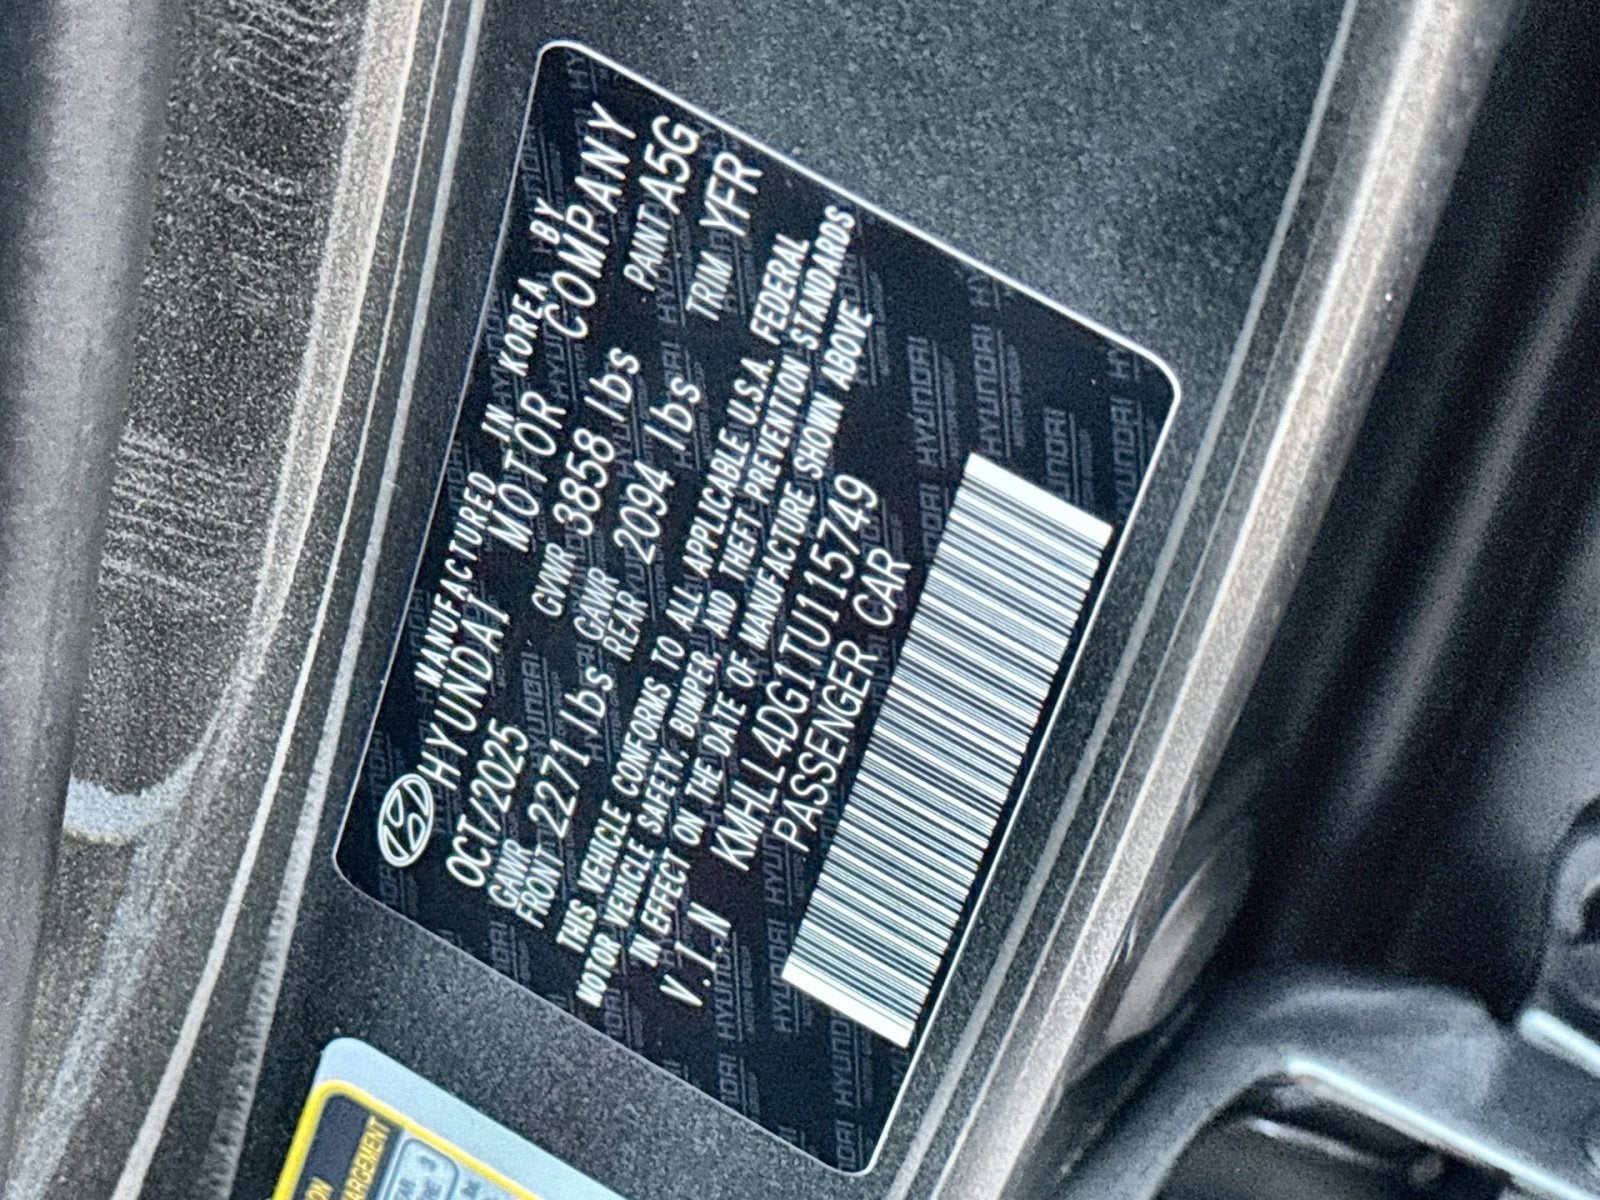 MANUFACTURED IN KOREA BY
HYUNDAI MOTOR COMPANY
OCT/2025 GVWR 3858 lbs PAINT A5G
GAWR FRONT 2271 lbs GAWR REAR 2094 lbs TRIM YFR
THIS VEHICLE CONFORMS TO ALL APPLICABLE U.S.A. FEDERAL
MOTOR VEHICLE SAFETY, BUMPER, AND THEFT PREVENTION STANDARDS
IN EFFECT ON THE DATE OF MANUFACTURE SHOWN ABOVE
V.I.N KMHLL4DG1TU115749
PASSENGER CAR